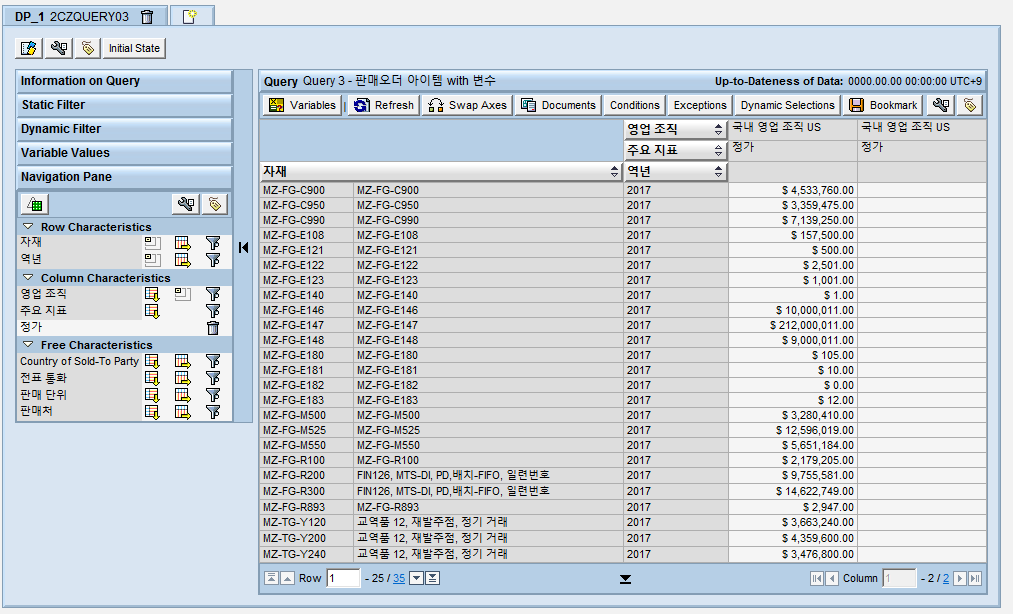 DP_1 2CZQUERY03
Initial State
Information on Query
Static Filter
Dynamic Filter
Variable Values
Navigation Pane
Row Characteristics
자재
역년
Column Characteristics
영업 조직
주요 지표
정가
Free Characteristics
Country of Sold-To Party
전표 통화
판매 단위
판매처
Query Query 3 - 판매오더 아이템 with 변수 Up-to-Dateness of Data: 0000.00.00 00:00:00 UTC+9
Variables Refresh Swap Axes Documents Conditions Exceptions Dynamic Selections Bookmark
영업 조직 국내 영업 조직 US 국내 영업 조직 US
주요 지표 정가 정가
자재 역년
MZ-FG-C900 MZ-FG-C900 2017 $ 4,533,760.00
MZ-FG-C950 MZ-FG-C950 2017 $ 3,359,475.00
MZ-FG-C990 MZ-FG-C990 2017 $ 7,139,250.00
MZ-FG-E108 MZ-FG-E108 2017 $ 157,500.00
MZ-FG-E121 MZ-FG-E121 2017 $ 500.00
MZ-FG-E122 MZ-FG-E122 2017 $ 2,501.00
MZ-FG-E123 MZ-FG-E123 2017 $ 1,001.00
MZ-FG-E140 MZ-FG-E140 2017 $ 1.00
MZ-FG-E146 MZ-FG-E146 2017 $ 10,000,011.00
MZ-FG-E147 MZ-FG-E147 2017 $ 212,000,011.00
MZ-FG-E148 MZ-FG-E148 2017 $ 9,000,011.00
MZ-FG-E180 MZ-FG-E180 2017 $ 105.00
MZ-FG-E181 MZ-FG-E181 2017 $ 10.00
MZ-FG-E182 MZ-FG-E182 2017 $ 0.00
MZ-FG-E183 MZ-FG-E183 2017 $ 12.00
MZ-FG-M500 MZ-FG-M500 2017 $ 3,280,410.00
MZ-FG-M525 MZ-FG-M525 2017 $ 12,596,019.00
MZ-FG-M550 MZ-FG-M550 2017 $ 5,651,184.00
MZ-FG-R100 MZ-FG-R100 2017 $ 2,179,205.00
MZ-FG-R200 FIN126, MTS-DI, PD,배치-FIFO, 일련번호 2017 $ 9,755,581.00
MZ-FG-R300 FIN126, MTS-DI, PD,배치-FIFO, 일련번호 2017 $ 14,622,749.00
MZ-FG-R893 MZ-FG-R893 2017 $ 2,947.00
MZ-TG-Y120 교역품 12, 재발주점, 정기 거래 2017 $ 3,663,240.00
MZ-TG-Y200 교역품 12, 재발주점, 정기 거래 2017 $ 4,359,600.00
MZ-TG-Y240 교역품 12, 재발주점, 정기 거래 2017 $ 3,476,800.00
Row 1 - 25 / 35 Column 1 - 2 / 2